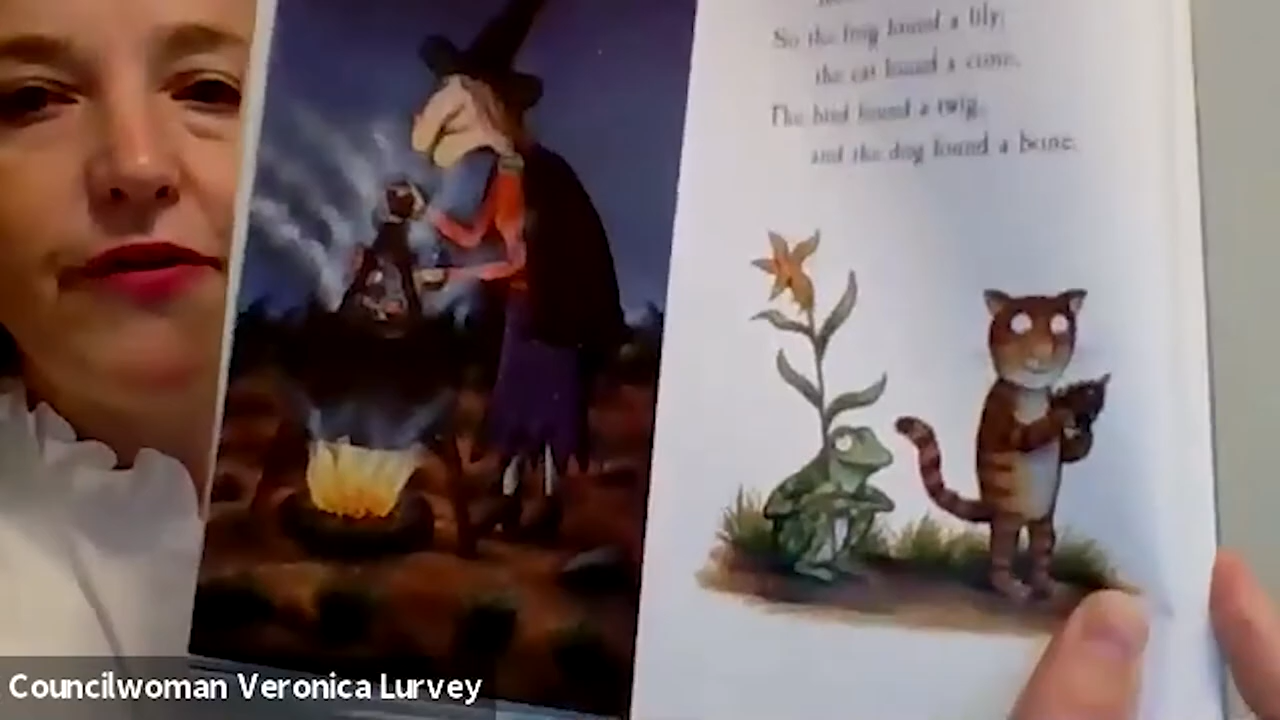 So the frog found a lily,
the cat found a cone.
The bird found a twig,
and the dog found a bone.
Councilwoman Veronica Lurvey